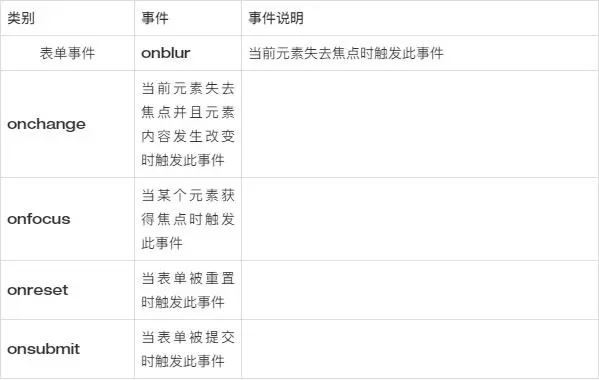 类别 事件 事件说明
表单事件 onblur 当前元素失去焦点时触发此事件
onchange
当前元素失去
焦点并且元素
内容发生改变
时触发此事件
onfocus
当某个元素获
得焦点时触发
此事件
onreset
当表单被重置
时触发此事件
onsubmit
当表单被提交
时触发此事件